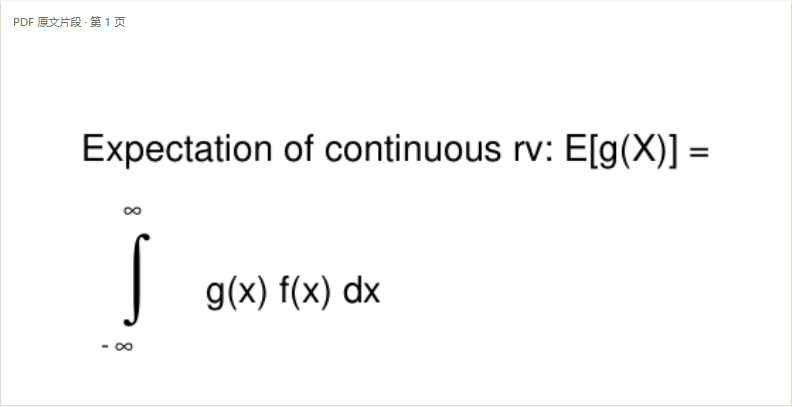 PDF 原文片段 · 第 1 页
Expectation of continuous rv: E[g(X)] =
∞
∫ g(x) f(x) dx
- ∞